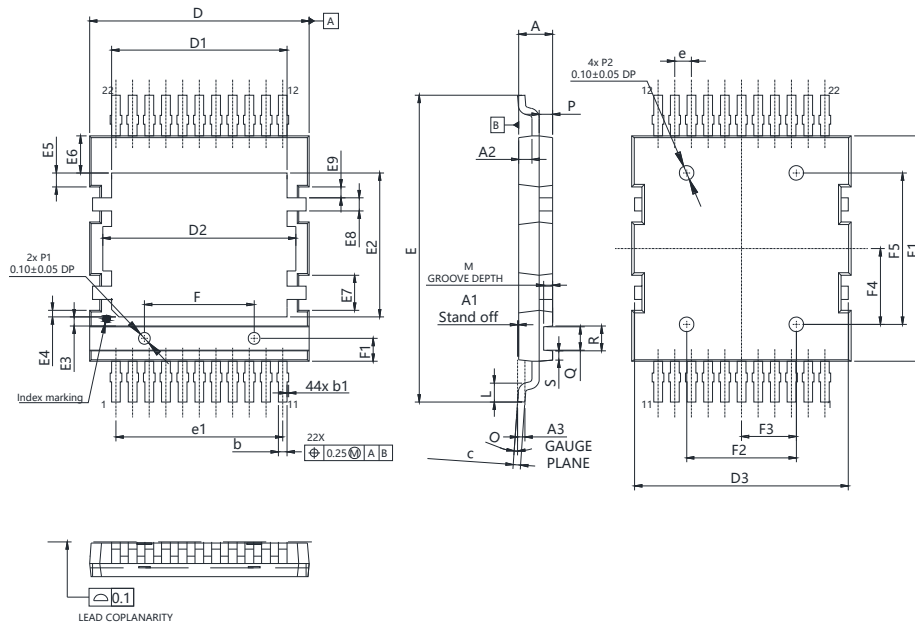 D
A
D1
22
12
E5
E6
E9
D2
E8
E2
2x P1
0.10±0.05 DP
F
E7
E4
E3
F1
Index marking
44x b1
1
11
e1
b
22X
0.25 Ⓜ A B
A
P
B
A2
E
M
GROOVE DEPTH
A1
Stand off
R
Q
S
L
O
A3
GAUGE
PLANE
c
4x P2
0.10±0.05 DP
e
12
22
F5
F4
E1
11
1
F3
F2
D3
0.1
LEAD COPLANARITY